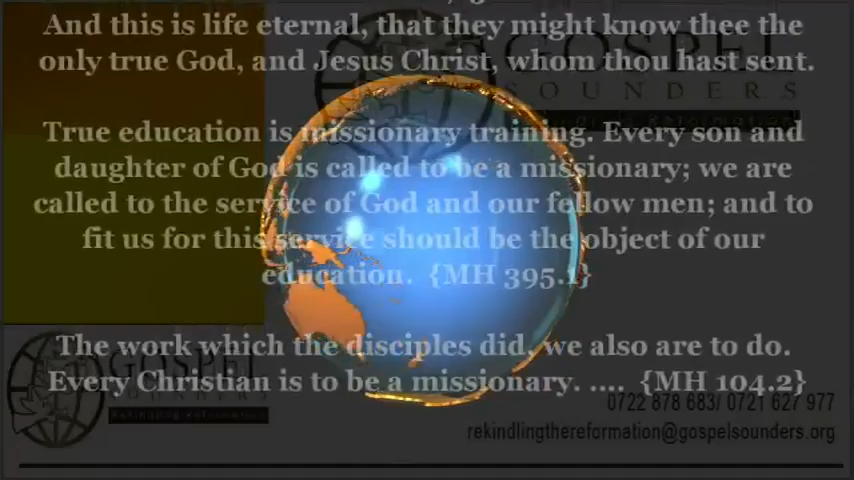 And this is life eternal, that they might know thee the
only true God, and Jesus Christ, whom thou hast sent.
GOSPEL
SOUNDERS
True education is missionary training. Every son and
daughter of God is called to be a missionary; we are
called to the service of God and our fellow men; and to
fit us for this service should be the object of our
education. {MH 395.1}
The work which the disciples did, we also are to do.
GOSPEL
Every Christian is to be a missionary. .... {MH 104.2}
SOUNDERS
Rekindling Reformation
0722 878 683/ 0721 627 977
rekindlingthereformation@gospelsounders.org